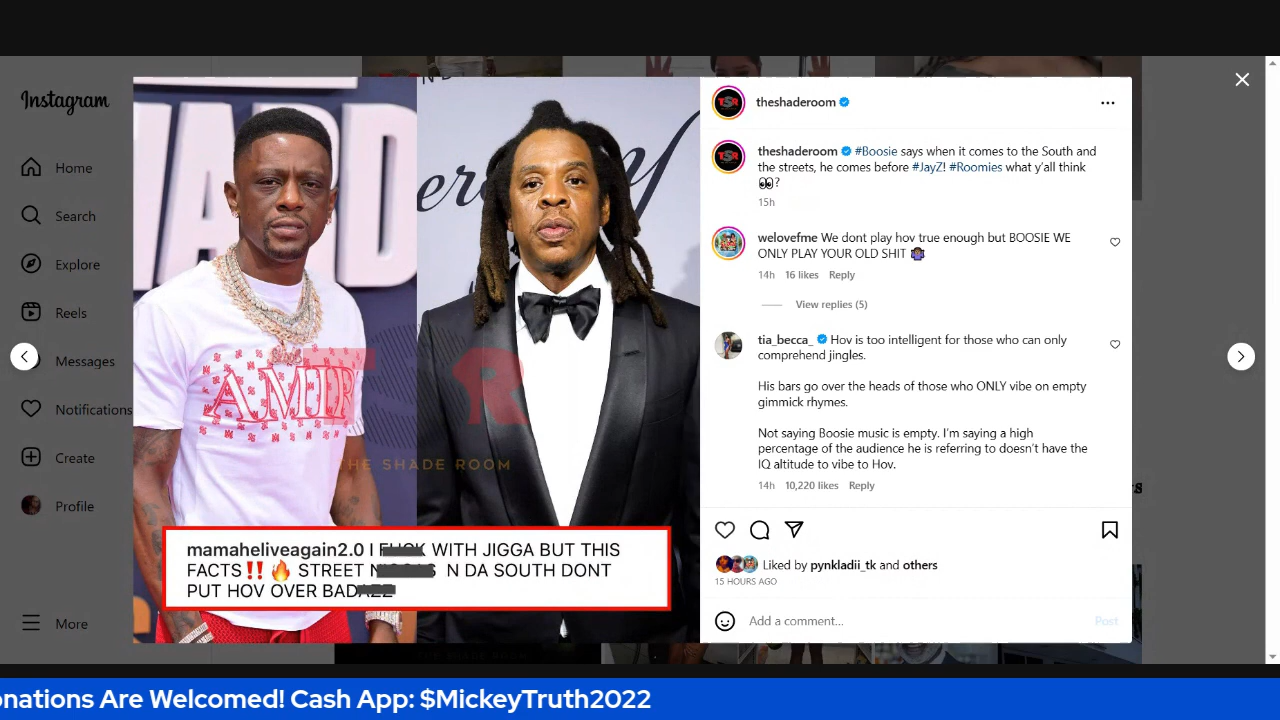 Instagram
Home
Search
Explore
Reels
Messages
Notifications
Create
Profile
More
AMIR
TSR
THE SHADE ROOM
mamaheliveagain2.0 I FUCK WITH JIGGA BUT THIS
FACTS‼️🔥 STREET N DA SOUTH DONT
PUT HOV OVER BADAZZ
theshaderoom
theshaderoom #Boosie says when it comes to the South and
the streets, he comes before #JayZ! #Roomies what y'all think
👀?
15h
welovefme We dont play hov true enough but BOOSIE WE
ONLY PLAY YOUR OLD SHIT 🤷🏾‍♀️
14h 16 likes Reply
View replies (5)
tia_becca_ Hov is too intelligent for those who can only
comprehend jingles.
His bars go over the heads of those who ONLY vibe on empty
gimmick rhymes.
Not saying Boosie music is empty. I'm saying a high
percentage of the audience he is referring to doesn't have the
IQ altitude to vibe to Hov.
14h 10,220 likes Reply
Liked by pynkladii_tk and others
15 HOURS AGO
Add a comment...
Post
onations Are Welcomed! Cash App: $MickeyTruth2022